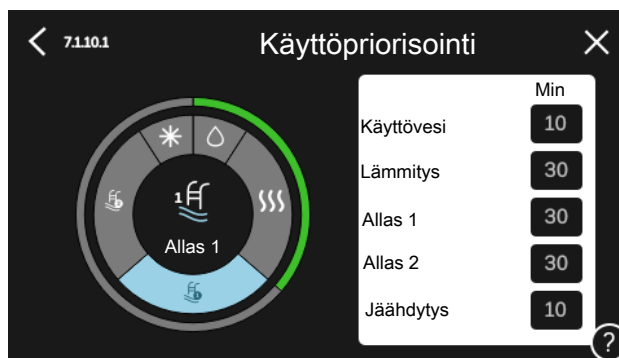 7.1.10.1 Käyttöpriorisointi
Min
Käyttövesi 10
Lämmitys 30
Allas 1 30
Allas 2 30
Jäähdytys 10
1
Allas 1
?